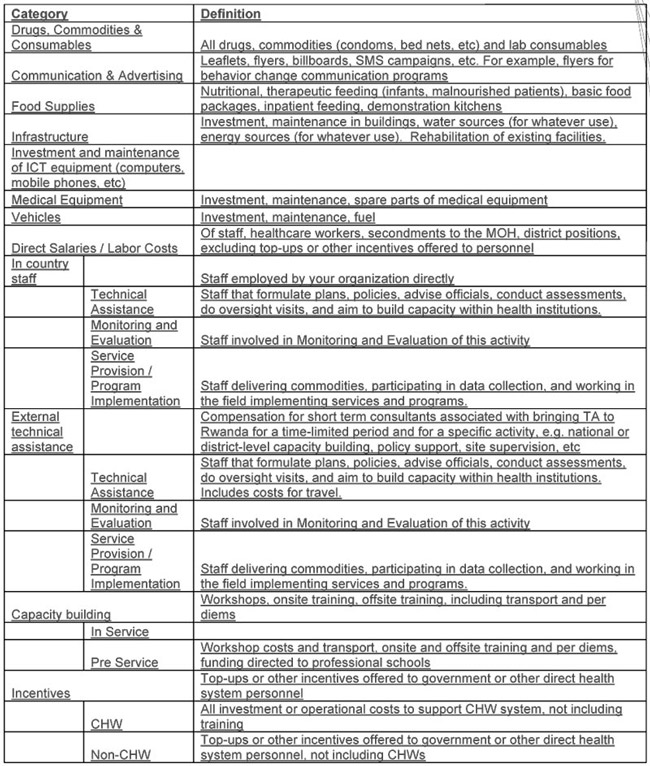 Category Definition
Drugs, Commodities &
Consumables All drugs, commodities (condoms, bed nets, etc) and lab consumables
Leaflets, flyers, billboards, SMS campaigns, etc. For example, flyers for
Communication & Advertising behavior change communication programs
Nutritional, therapeutic feeding (infants, malnourished patients), basic food
Food Supplies packages, inpatient feeding, demonstration kitchens
Investment, maintenance in buildings, water sources (for whatever use),
Infrastructure energy sources (for whatever use). Rehabilitation of existing facilities.
Investment and maintenance
of ICT equipment (computers,
mobile phones, etc)
Medical Equipment Investment, maintenance, spare parts of medical equipment
Vehicles Investment, maintenance, fuel
Of staff, healthcare workers, secondments to the MOH, district positions,
Direct Salaries / Labor Costs excluding top-ups or other incentives offered to personnel
In country
staff Staff employed by your organization directly
Technical Staff that formulate plans, policies, advise officials, conduct assessments,
Assistance do oversight visits, and aim to build capacity within health institutions.
Monitoring and
Evaluation Staff involved in Monitoring and Evaluation of this activity
Service
Provision /
Program Staff delivering commodities, participating in data collection, and working in
Implementation the field implementing services and programs.
External Compensation for short term consultants associated with bringing TA to
technical Rwanda for a time-limited period and for a specific activity, e.g. national or
assistance district-level capacity building, policy support, site supervision, etc
Staff that formulate plans, policies, advise officials, conduct assessments,
Technical do oversight visits, and aim to build capacity within health institutions.
Assistance Includes costs for travel.
Monitoring and
Evaluation Staff involved in Monitoring and Evaluation of this activity
Service
Provision /
Program Staff delivering commodities, participating in data collection, and working in
Implementation the field implementing services and programs.
Workshops, onsite training, offsite training, including transport and per
Capacity building diems
In Service
Workshop costs and transport, onsite and offsite training and per diems,
Pre Service funding directed to professional schools
Top-ups or other incentives offered to government or other direct health
Incentives system personnel
All investment or operational costs to support CHW system, not including
CHW training
Top-ups or other incentives offered to government or other direct health
Non-CHW system personnel, not including CHWs